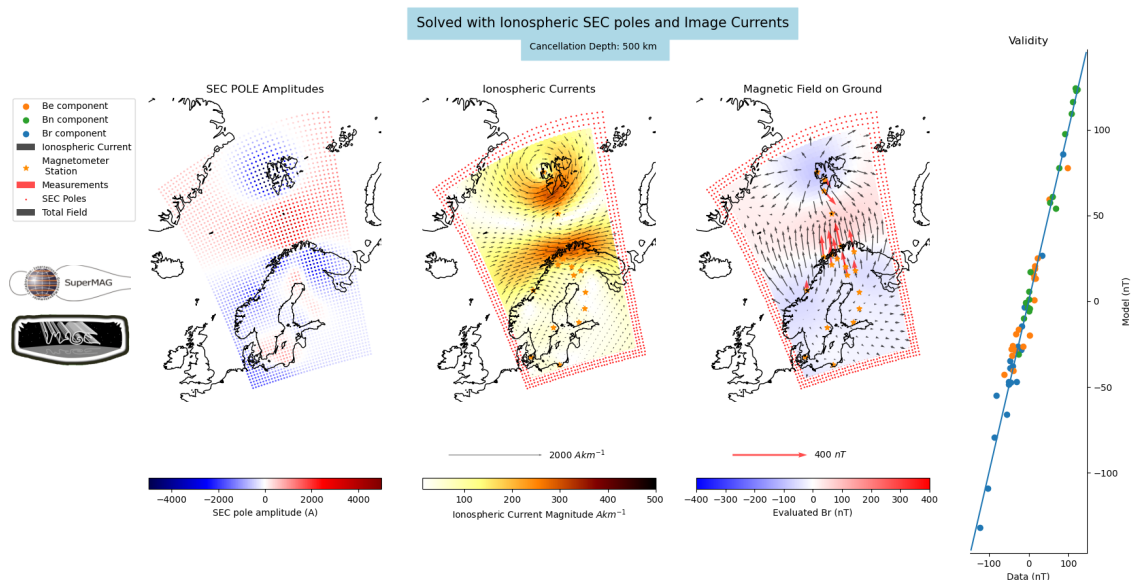 Solved with Ionospheric SEC poles and Image Currents
Cancellation Depth: 500 km
Validity
SEC POLE Amplitudes
Ionospheric Currents
Magnetic Field on Ground
Be component
Bn component
Br component
Ionospheric Current
Magnetometer
Station
Measurements
SEC Poles
Total Field
SuperMAG
IMAGE
2000 Akm⁻¹
400 nT
−4000 −2000 0 2000 4000
SEC pole amplitude (A)
100 200 300 400 500
Ionospheric Current Magnitude Akm⁻¹
−400 −300 −200 −100 0 100 200 300 400
Evaluated Br (nT)
100
50
0
−50
−100
Model (nT)
−100 0 100
Data (nT)